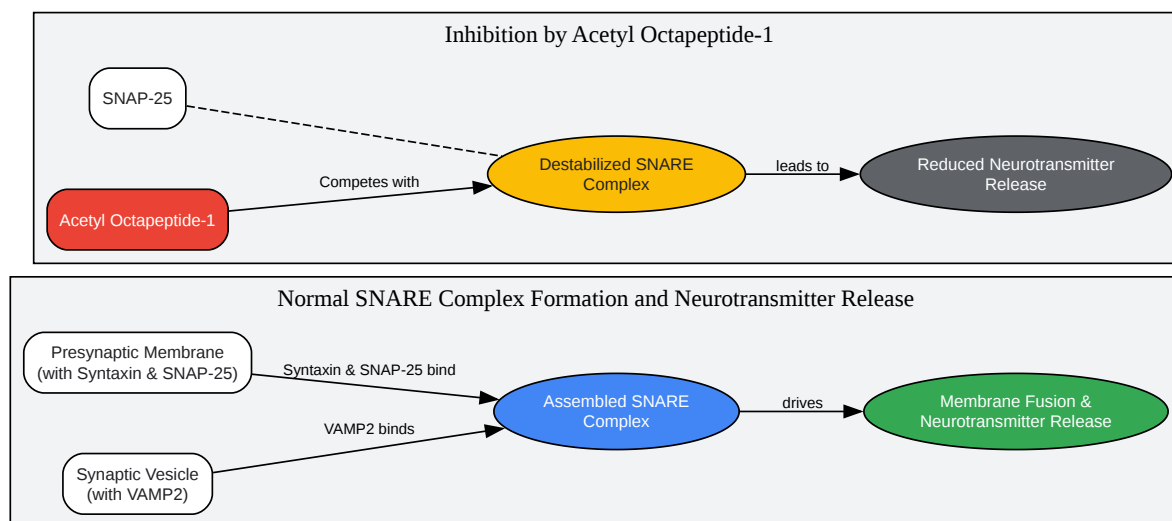 Inhibition by Acetyl Octapeptide-1
SNAP-25
Acetyl Octapeptide-1
Competes with
Destabilized SNARE
Complex
leads to
Reduced Neurotransmitter
Release
Normal SNARE Complex Formation and Neurotransmitter Release
Presynaptic Membrane
(with Syntaxin & SNAP-25)
Synaptic Vesicle
(with VAMP2)
Syntaxin & SNAP-25 bind
VAMP2 binds
Assembled SNARE
Complex
drives
Membrane Fusion &
Neurotransmitter Release